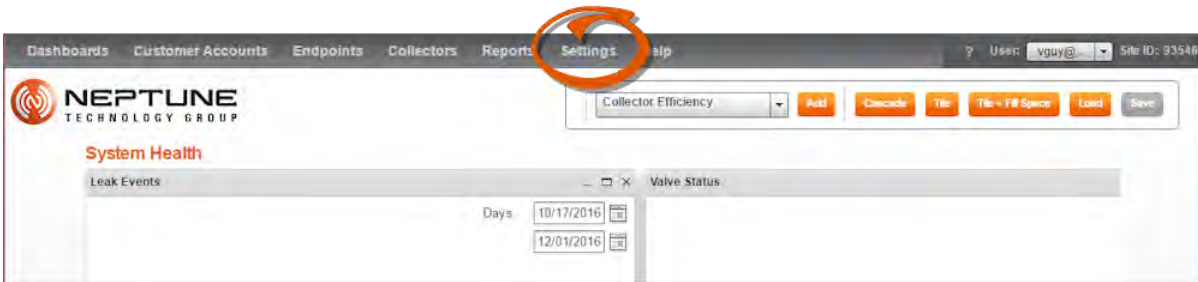 Dashboards Customer Accounts Endpoints Collectors Reports Settings elp ? User: vguy@... Site ID: 93546
NEPTUNE
TECHNOLOGY GROUP
Collector Efficiency Add Cascade Tile Tile + Fill Space Load Save
System Health
Leak Events Valve Status
Days 10/17/2016
12/01/2016